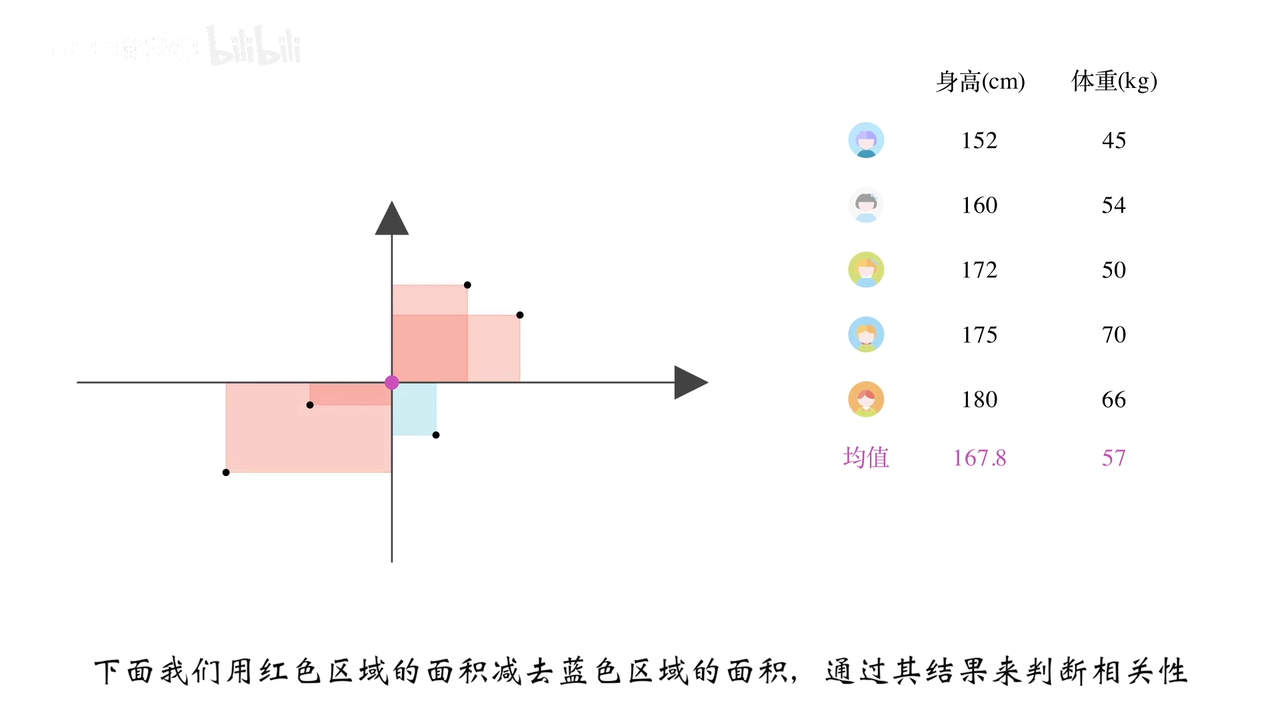 bilibili
身高(cm) 体重(kg)
152 45
160 54
172 50
175 70
180 66
均值 167.8 57
下面我们用红色区域的面积减去蓝色区域的面积，通过其结果来判断相关性